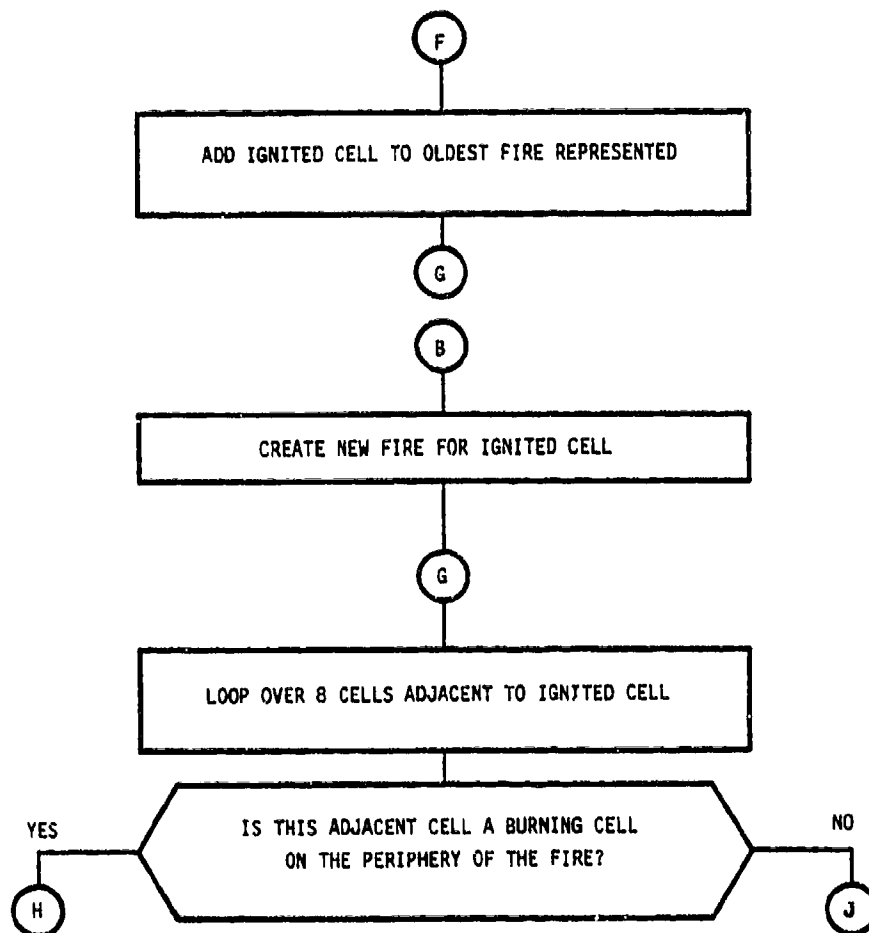 F
ADD IGNITED CELL TO OLDEST FIRE REPRESENTED
G
B
CREATE NEW FIRE FOR IGNITED CELL
G
LOOP OVER 8 CELLS ADJACENT TO IGNITED CELL
YES
IS THIS ADJACENT CELL A BURNING CELL
ON THE PERIPHERY OF THE FIRE?
NO
H
J